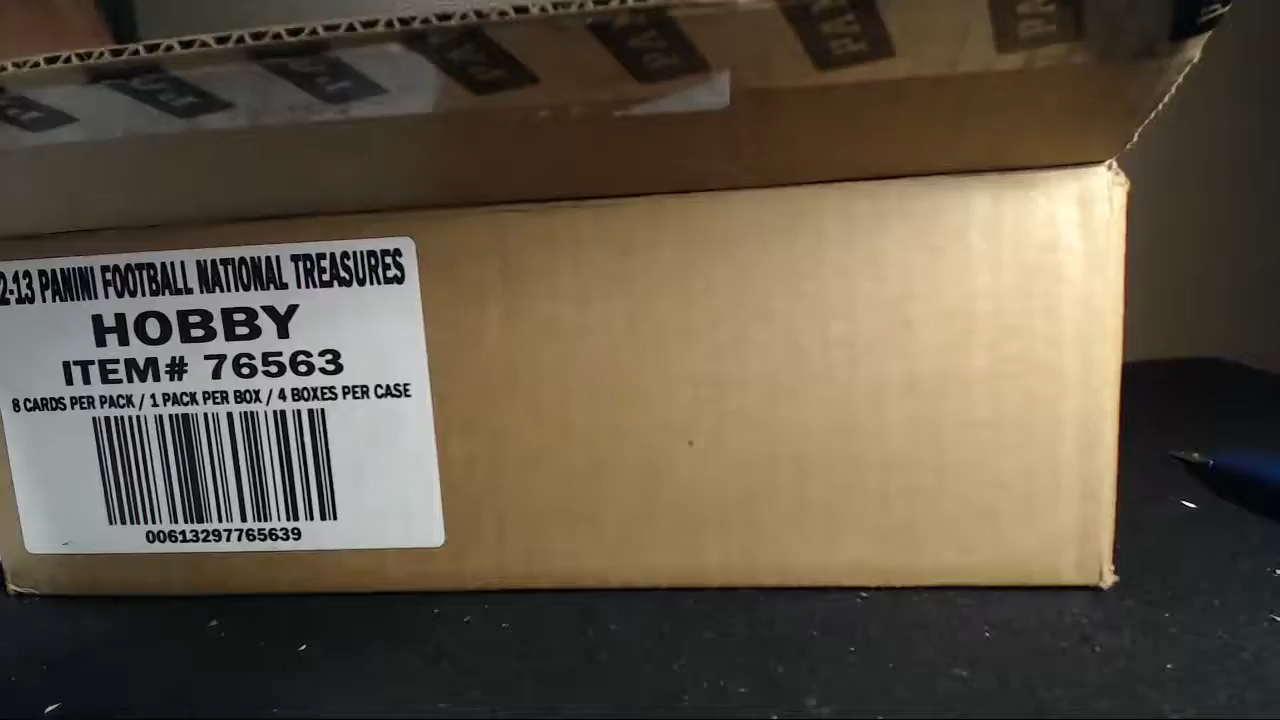 2-13 PANINI FOOTBALL NATIONAL TREASURES
HOBBY
ITEM# 76563
8 CARDS PER PACK / 1 PACK PER BOX / 4 BOXES PER CASE
00613297765639